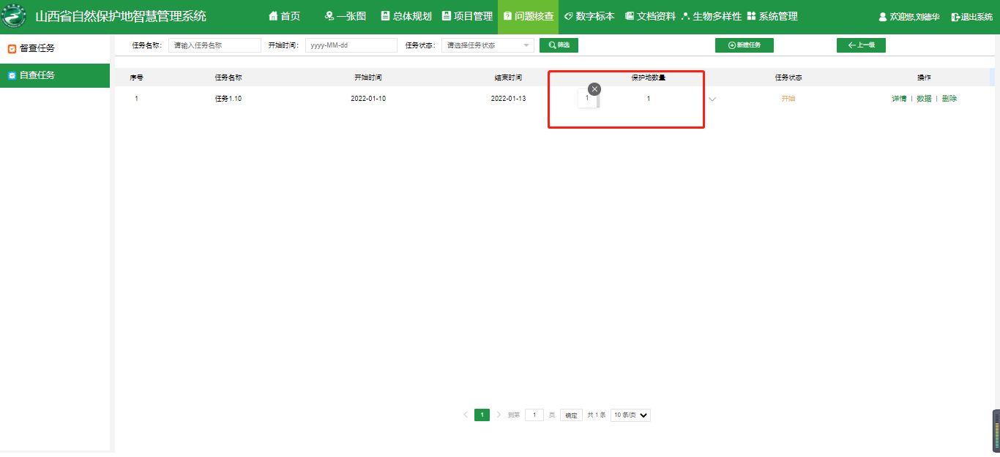 山西省自然保护地智慧管理系统 首页 一张图 总体规划 项目管理 问题核查 数字标本 文档资料 生物多样性 系统管理 欢迎您,刘德华 退出系统
督查任务
自查任务
任务名称: 请输入任务名称 开始时间: yyyy-MM-dd 任务状态: 请选择任务状态 筛选 新建任务 上一级
序号 任务名称 开始时间 结束时间 保护地数量 任务状态 操作
1 任务1.10 2022-01-10 2022-01-13 1 1 开始 详情 | 数据 | 删除
1 到第 1 页 确定 共 1 条 10 条/页